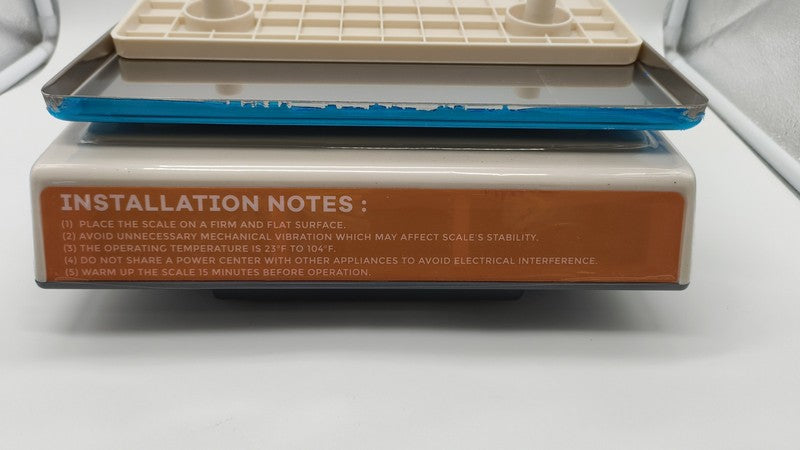 INSTALLATION NOTES :
(1) PLACE THE SCALE ON A FIRM AND FLAT SURFACE.
(2) AVOID UNNECESSARY MECHANICAL VIBRATION WHICH MAY AFFECT SCALE'S STABILITY.
(3) THE OPERATING TEMPERATURE IS 23°F TO 104°F.
(4) DO NOT SHARE A POWER CENTER WITH OTHER APPLIANCES TO AVOID ELECTRICAL INTERFERENCE.
(5) WARM UP THE SCALE 15 MINUTES BEFORE OPERATION.